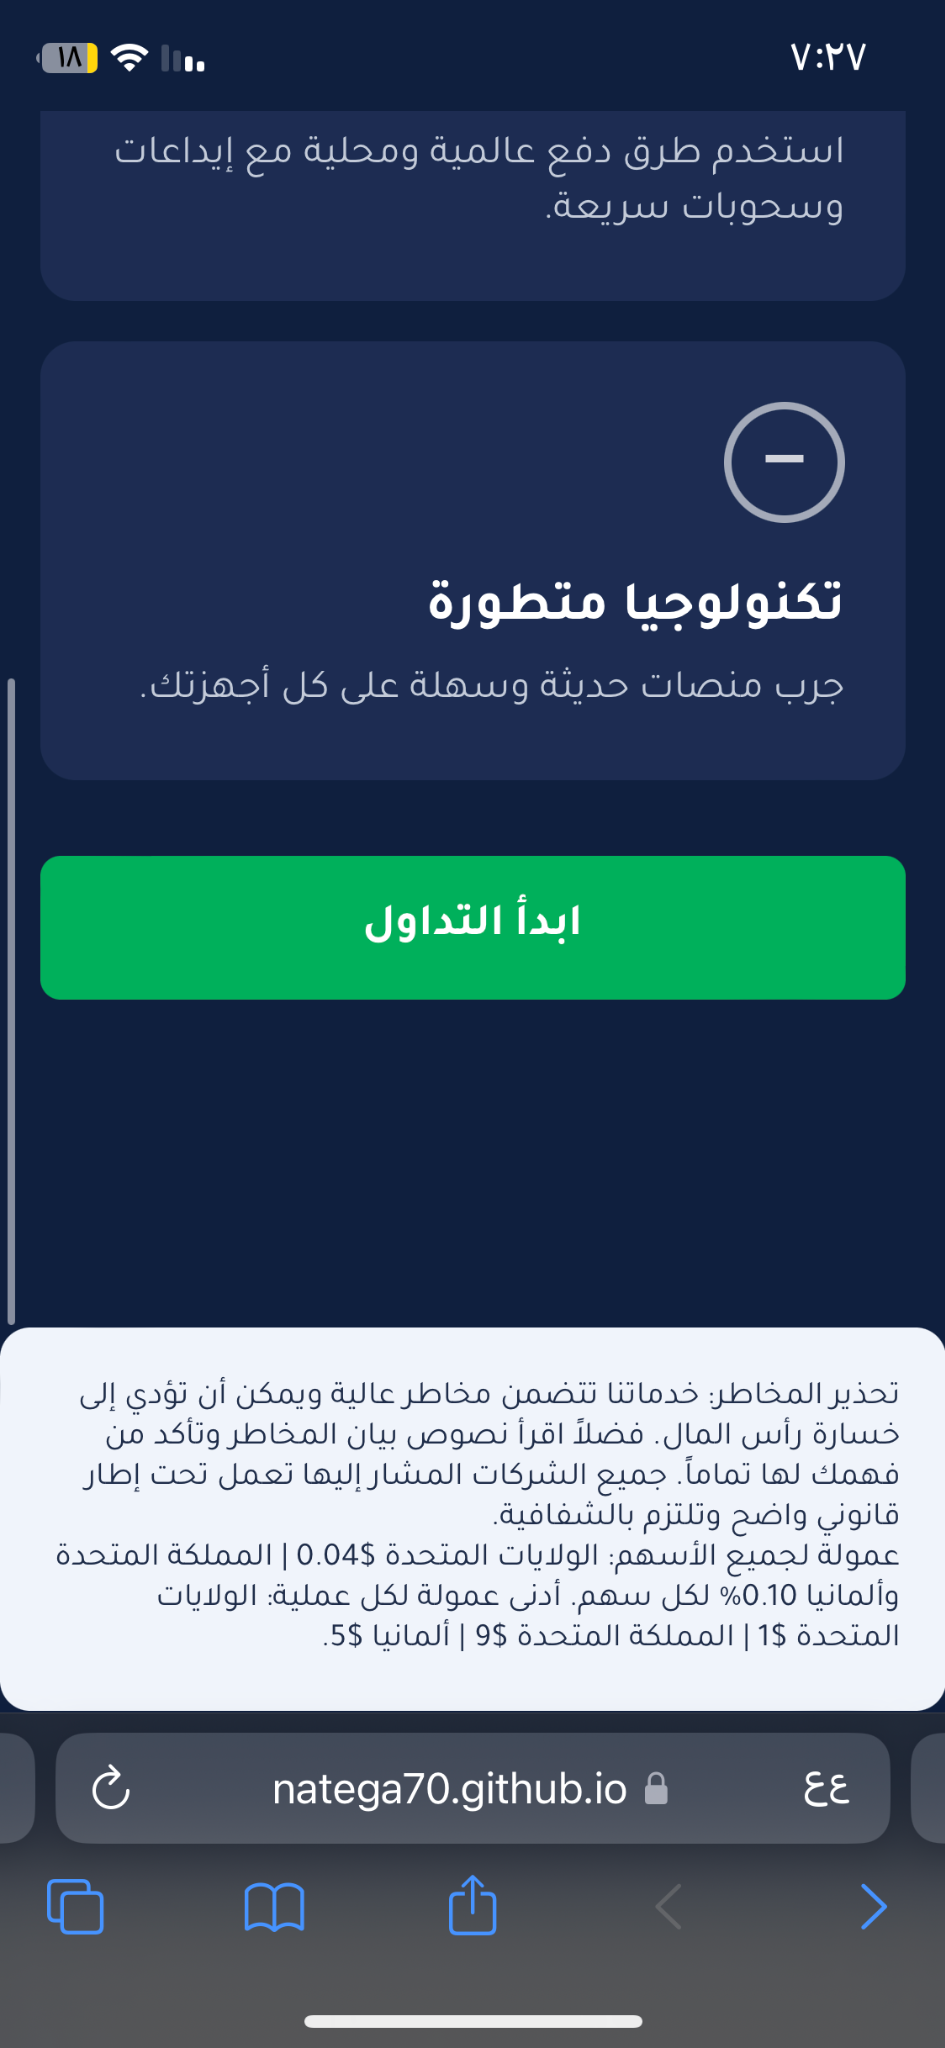 ٧:٢٧
١٨
استخدم طرق دفع عالمية ومحلية مع إيداعات
وسحوبات سريعة.
تكنولوجيا متطورة
جرب منصات حديثة وسهلة على كل أجهزتك.
ابدأ التداول
تحذير المخاطر: خدماتنا تتضمن مخاطر عالية ويمكن أن تؤدي إلى
خسارة رأس المال. فضلاً اقرأ نصوص بيان المخاطر وتأكد من
فهمك لها تماماً. جميع الشركات المشار إليها تعمل تحت إطار
قانوني واضح وتلتزم بالشفافية.
عمولة لجميع الأسهم: الولايات المتحدة $0.04 | المملكة المتحدة
وألمانيا 0.10% لكل سهم. أدنى عمولة لكل عملية: الولايات
المتحدة $1 | المملكة المتحدة $9 | ألمانيا $5.
عع
natega70.github.io